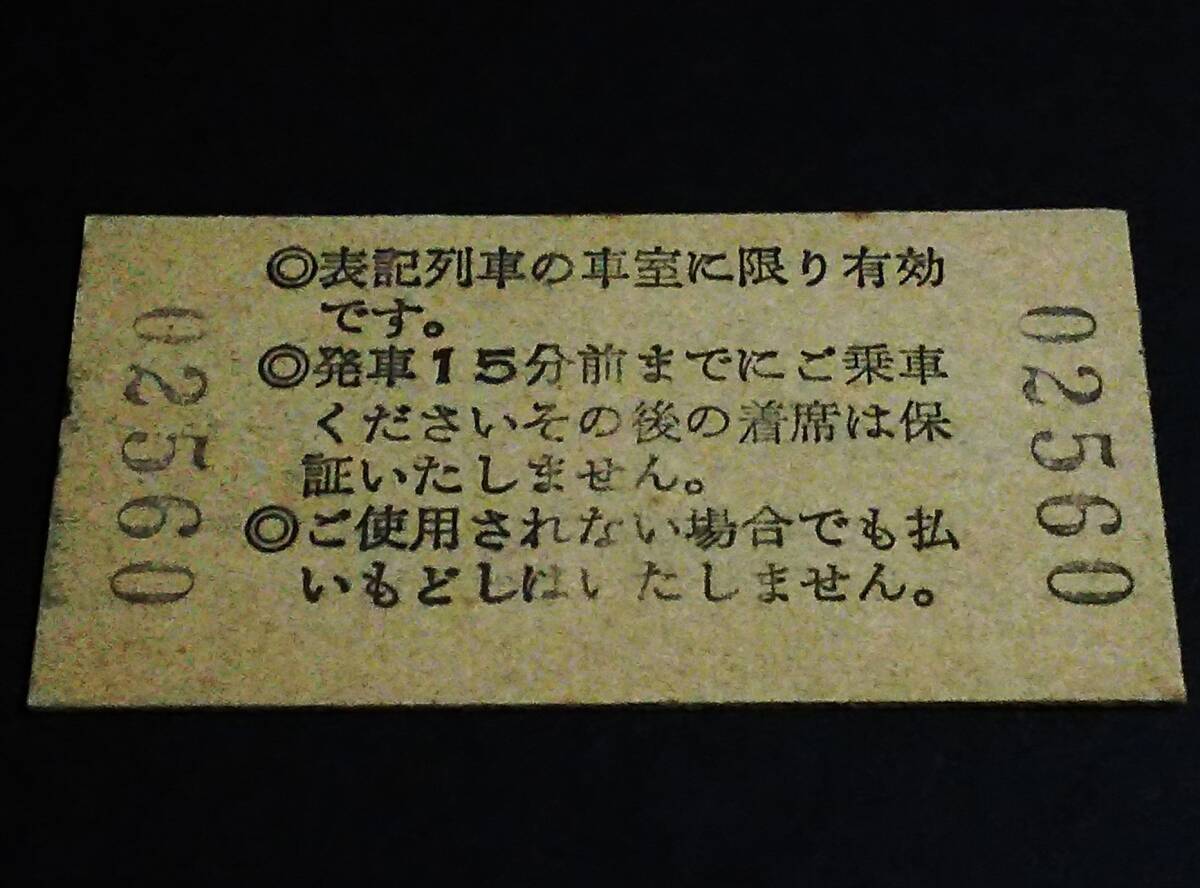 ◎表記列車の車室に限り有効
です。
◎発車15分前までにご乗車
くださいその後の着席は保
証いたしません。
◎ご使用されない場合でも払
いもどしはいたしません。
02560
02560